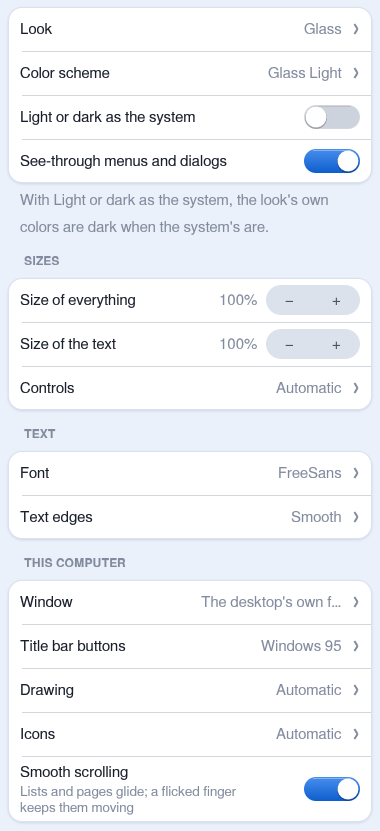 Look Glass
Color scheme Glass Light
Light or dark as the system
See-through menus and dialogs
With Light or dark as the system, the look's own
colors are dark when the system's are.
SIZES
Size of everything 100% − +
Size of the text 100% − +
Controls Automatic
TEXT
Font FreeSans
Text edges Smooth
THIS COMPUTER
Window The desktop's own f...
Title bar buttons Windows 95
Drawing Automatic
Icons Automatic
Smooth scrolling
Lists and pages glide; a flicked finger
keeps them moving